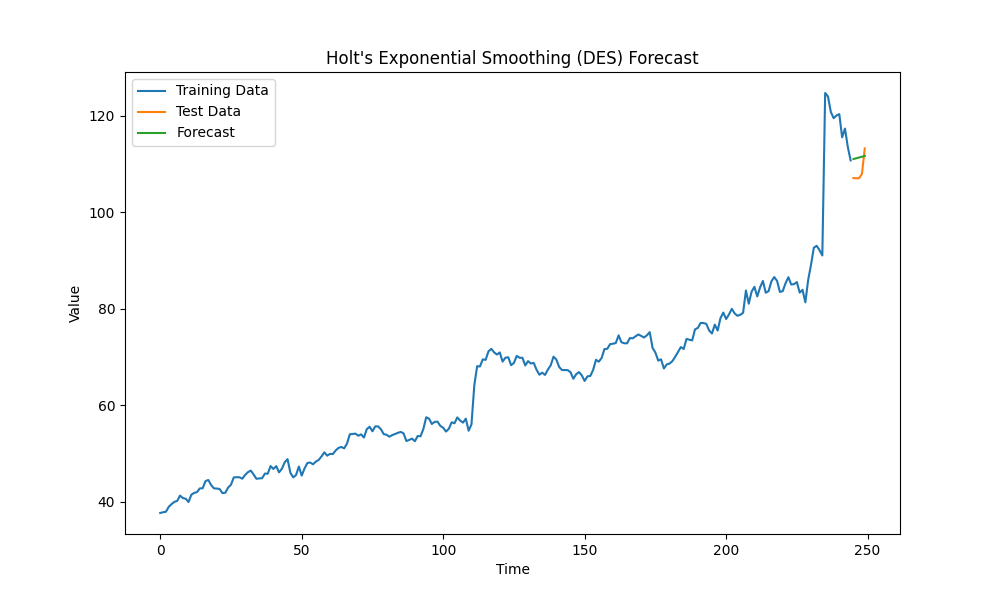 Holt's Exponential Smoothing (DES) Forecast
Training Data
Test Data
Forecast
Value
120
100
80
60
40
0
50
100
150
200
250
Time